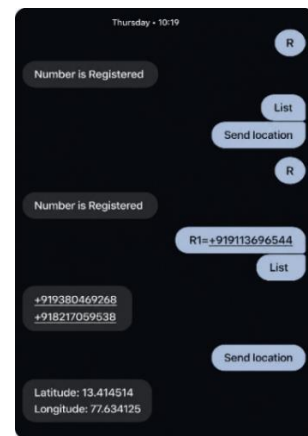 Thursday • 10:19
R
Number is Registered
List
Send location
R
Number is Registered
R1=+919113696544
List
+919380469268
+918217059538
Send location
Latitude: 13.414514
Longitude: 77.634125